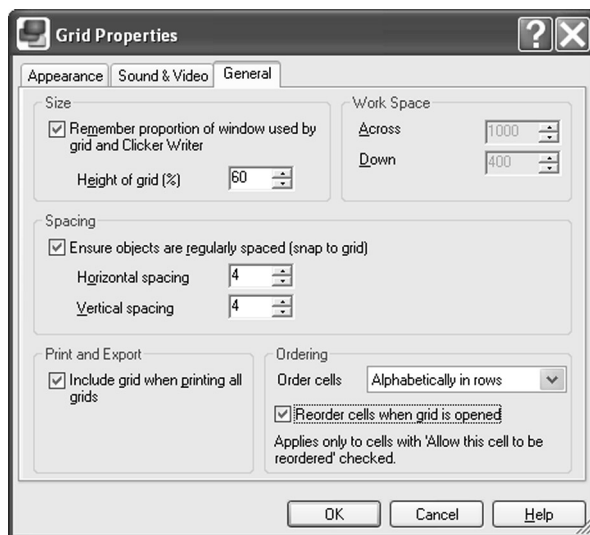 Grid Properties
Appearance Sound & Video General
Size
Remember proportion of window used by
grid and Clicker Writer
Height of grid (%) 60
Work Space
Across 1000
Down 400
Spacing
Ensure objects are regularly spaced (snap to grid)
Horizontal spacing 4
Vertical spacing 4
Print and Export
Include grid when printing all
grids
Ordering
Order cells Alphabetically in rows
Reorder cells when grid is opened
Applies only to cells with 'Allow this cell to be
reordered' checked.
OK Cancel Help